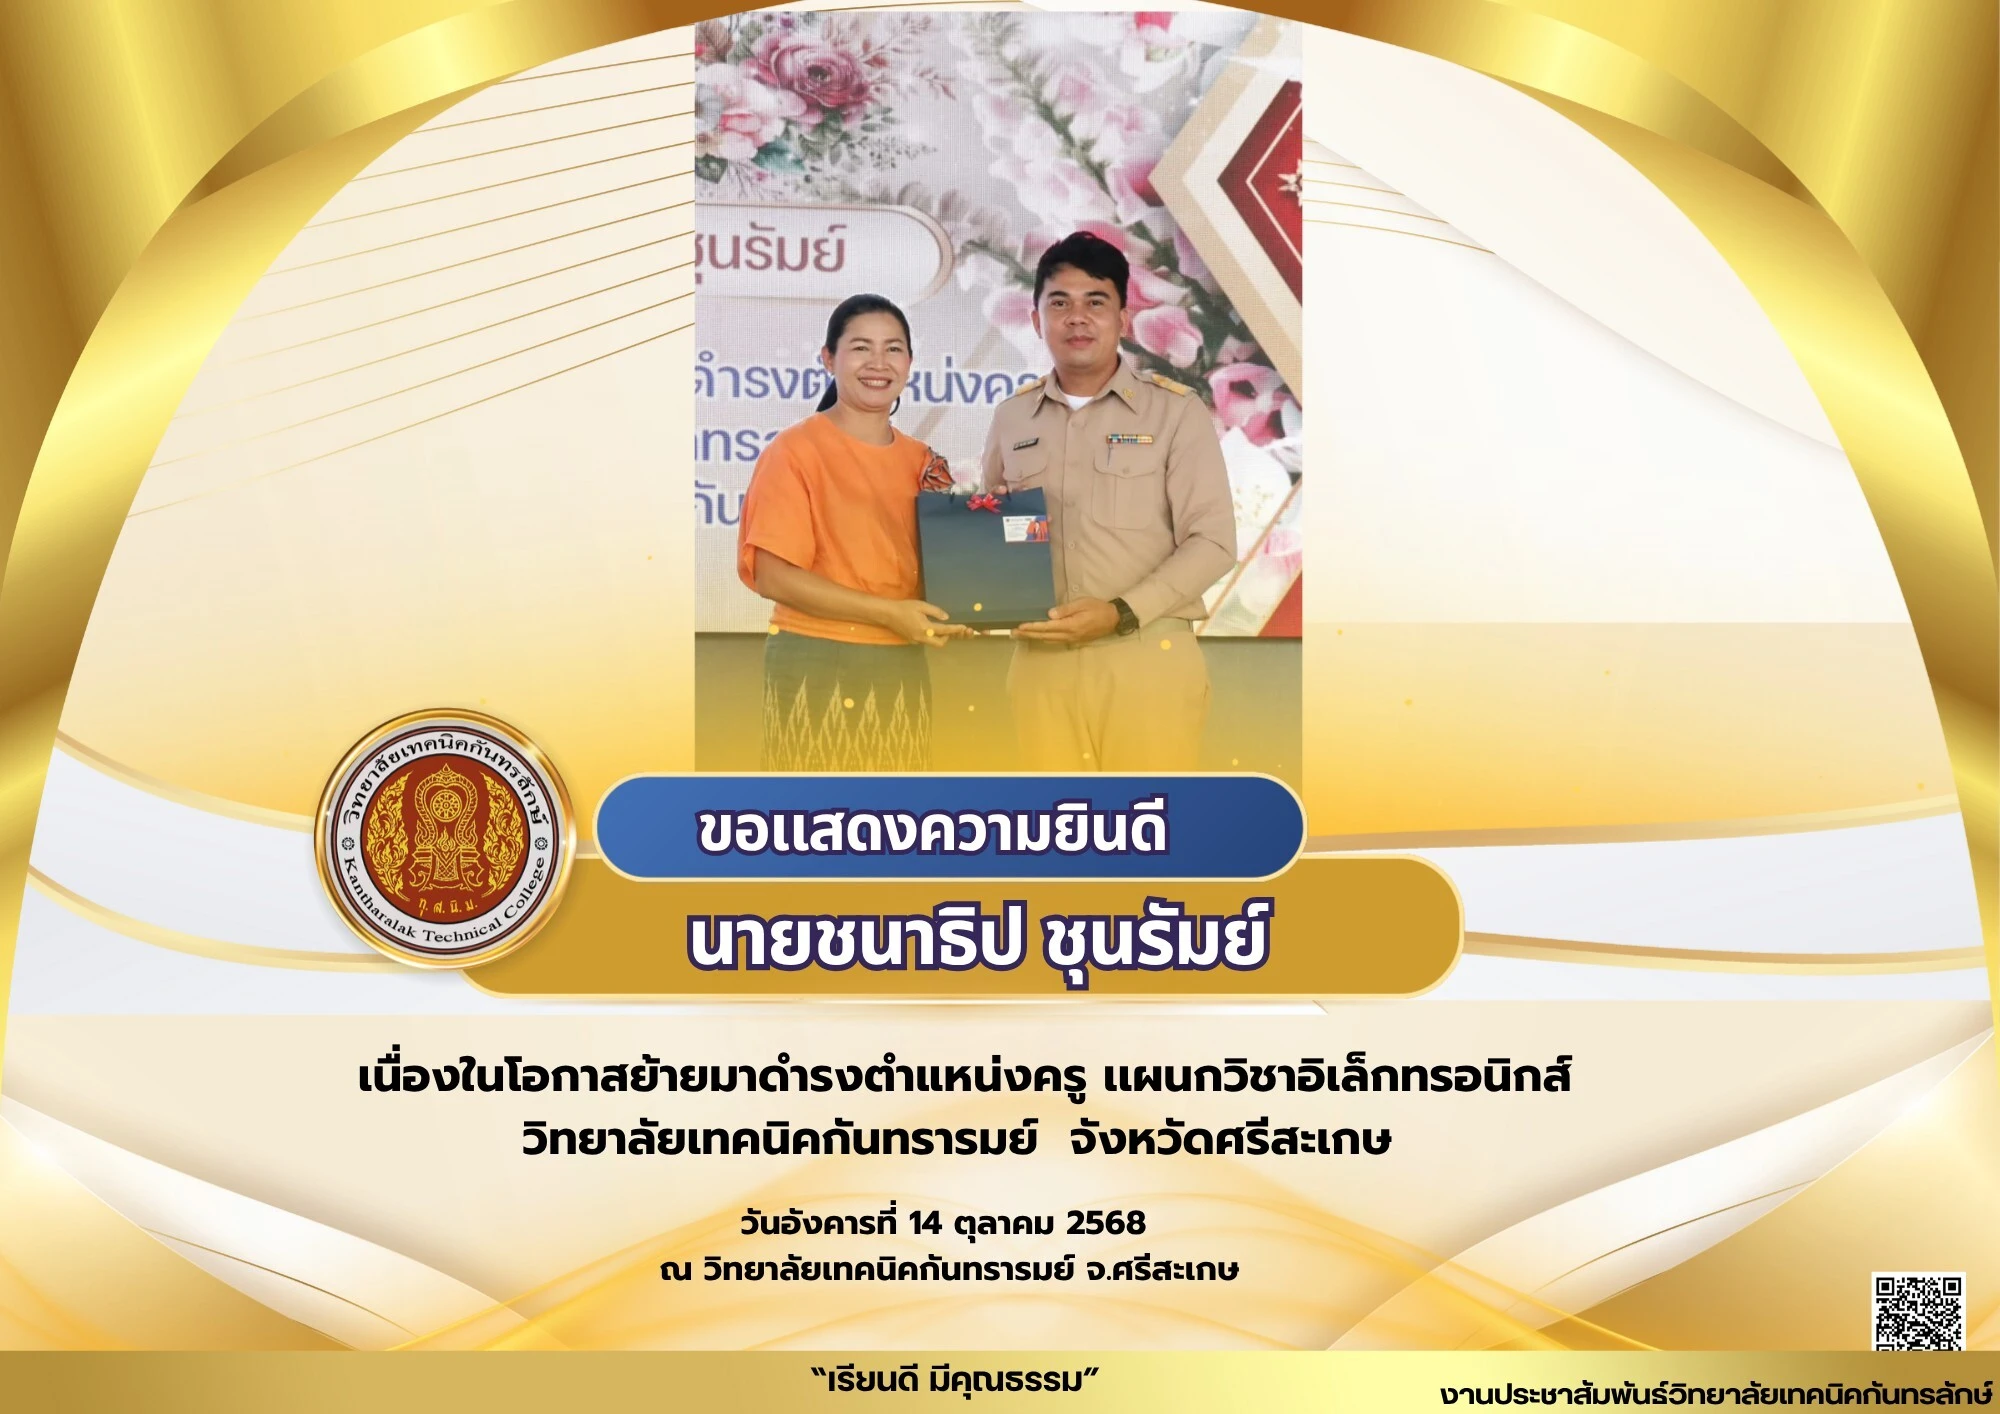 ชุนรัมย์
วิทยาลัยเทคนิคกันทรลักษ์
ก. ส. นิ. ม.
Kantharalak Technical College
ขอแสดงความยินดี
นายชนาธิป ชุนรัมย์
เนื่องในโอกาสย้ายมาดำรงตำแหน่งครู แผนกวิชาอิเล็กทรอนิกส์
วิทยาลัยเทคนิคกันทรารมย์ จังหวัดศรีสะเกษ
วันอังคารที่ 14 ตุลาคม 2568
ณ วิทยาลัยเทคนิคกันทรารมย์ จ.ศรีสะเกษ
“เรียนดี มีคุณธรรม”
งานประชาสัมพันธ์วิทยาลัยเทคนิคกันทรลักษ์